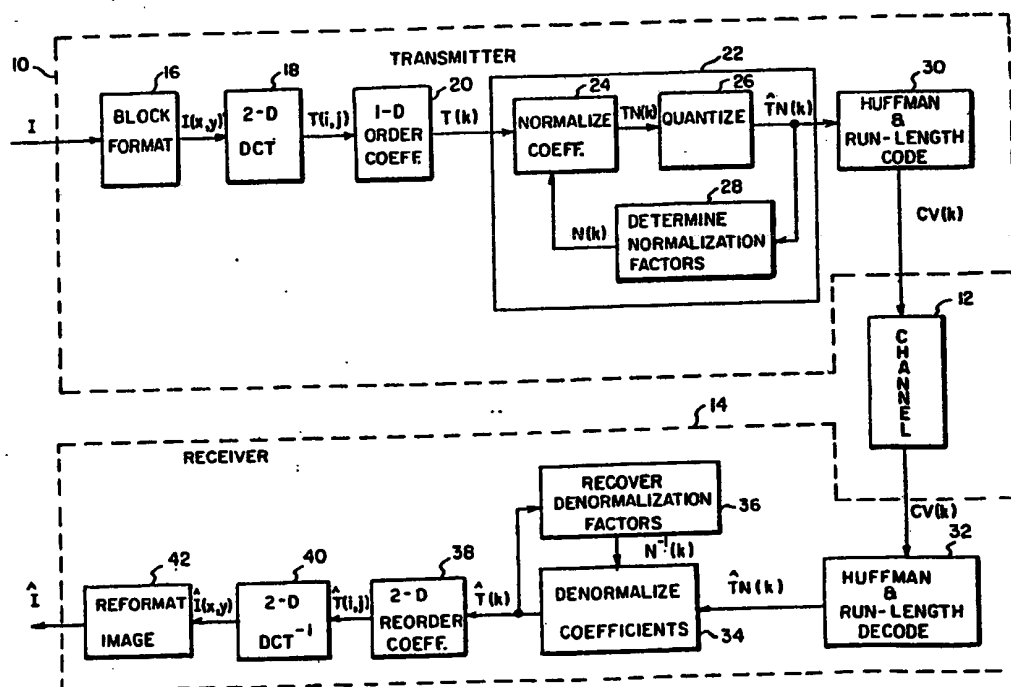 TRANSMITTER
10
16
18
20
22
24
26
30
I
BLOCK
FORMAT
I(x,y)
2-D
DCT
T(i,j)
1-D
ORDER
COEFF.
T(k)
NORMALIZE
COEFF.
TN(k)
QUANTIZE
T̂N(k)
HUFFMAN
&
RUN-LENGTH
CODE
28
N(k)
DETERMINE
NORMALIZATION
FACTORS
CV(k)
12
CHANNEL
14
RECEIVER
RECOVER
DENORMALIZATION
FACTORS
36
N⁻¹(k)
CV(k)
32
42
40
38
Î
REFORMAT
IMAGE
Î(x,y)
2-D
DCT⁻¹
T̂(i,j)
2-D
REORDER
COEFF.
T̂(k)
DENORMALIZE
COEFFICIENTS
34
T̂N(k)
HUFFMAN
&
RUN-LENGTH
DECODE